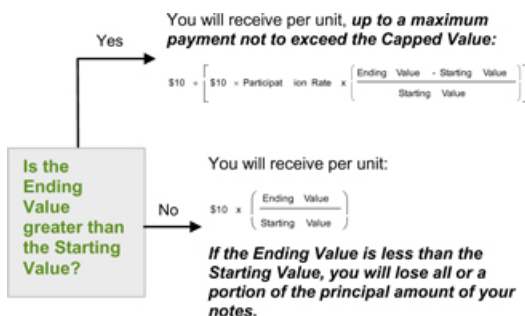 Yes
You will receive per unit, up to a maximum
payment not to exceed the Capped Value:
$10 + [ $10 × Participat ion Rate x ( Ending Value - Starting Value
Starting Value ) ]
Is the
Ending
Value
greater than
the Starting
Value?
No
You will receive per unit:
$10 x ( Ending Value
Starting Value )
If the Ending Value is less than the
Starting Value, you will lose all or a
portion of the principal amount of your
notes.